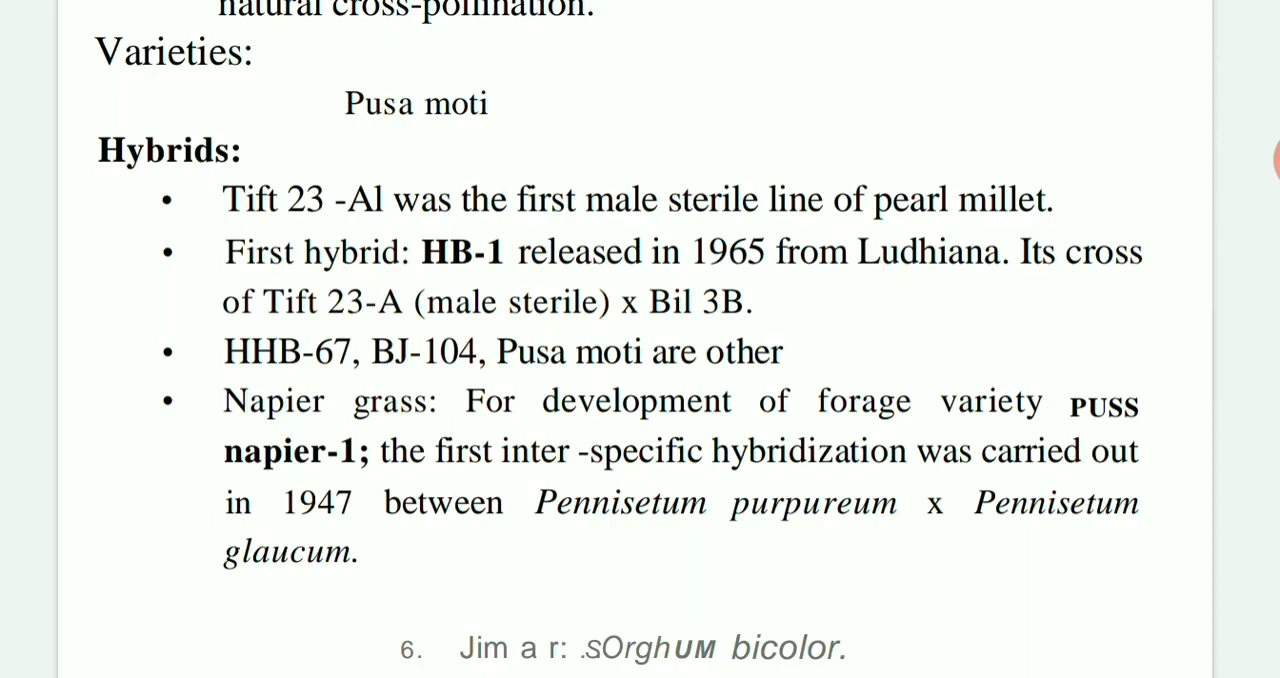 natural cross-pollination.
Varieties:
Pusa moti
Hybrids:
• Tift 23 -Al was the first male sterile line of pearl millet.
• First hybrid: HB-1 released in 1965 from Ludhiana. Its cross
of Tift 23-A (male sterile) x Bil 3B.
• HHB-67, BJ-104, Pusa moti are other
• Napier grass: For development of forage variety PUSS
napier-1; the first inter -specific hybridization was carried out
in 1947 between Pennisetum purpureum x Pennisetum
glaucum.
6. Jim a r: .sOrghUM bicolor.